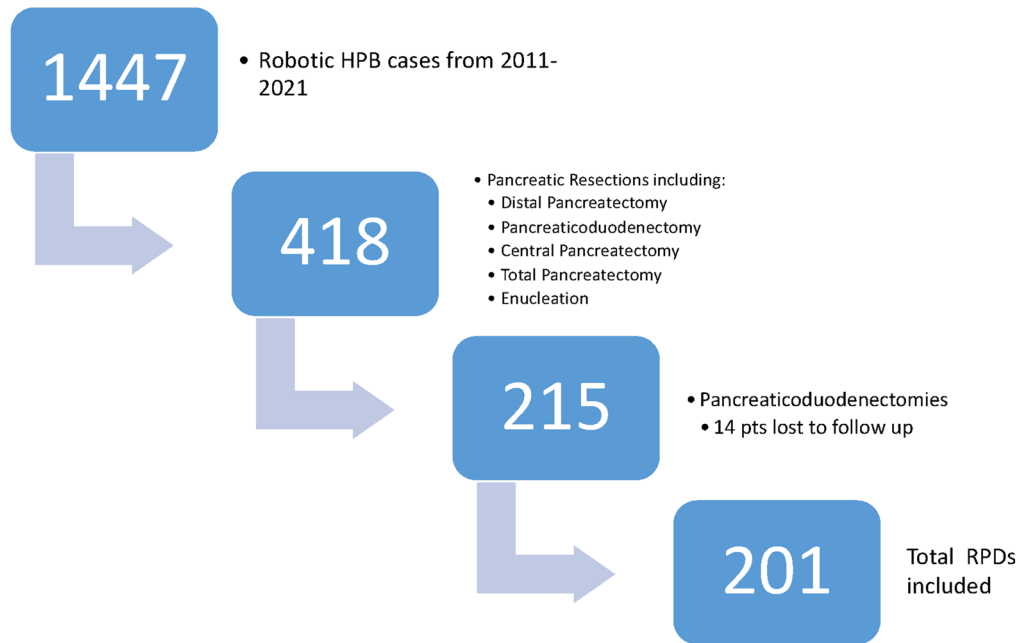 1447
• Robotic HPB cases from 2011-
2021
418
• Pancreatic Resections including:
• Distal Pancreatectomy
• Pancreaticoduodenectomy
• Central Pancreatectomy
• Total Pancreatectomy
• Enucleation
215
• Pancreaticoduodenectomies
• 14 pts lost to follow up
201
Total RPDs
included